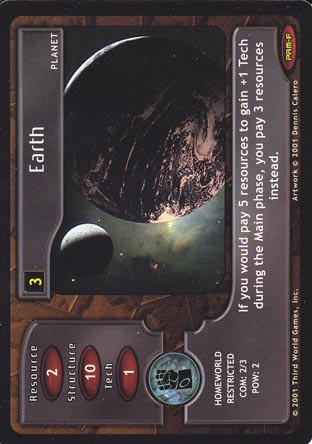 3
Earth
PLANET
Resource
2
Structure
10
Tech
1
HOMEWORLD
RESTRICTED
COM: 2/3
POW: 2
If you would pay 5 resources to gain +1 Tech
during the Main phase, you pay 3 resources
instead.
PRM-F
© 2001 Third World Games, Inc.
Artwork © 2001 Dennis Calero